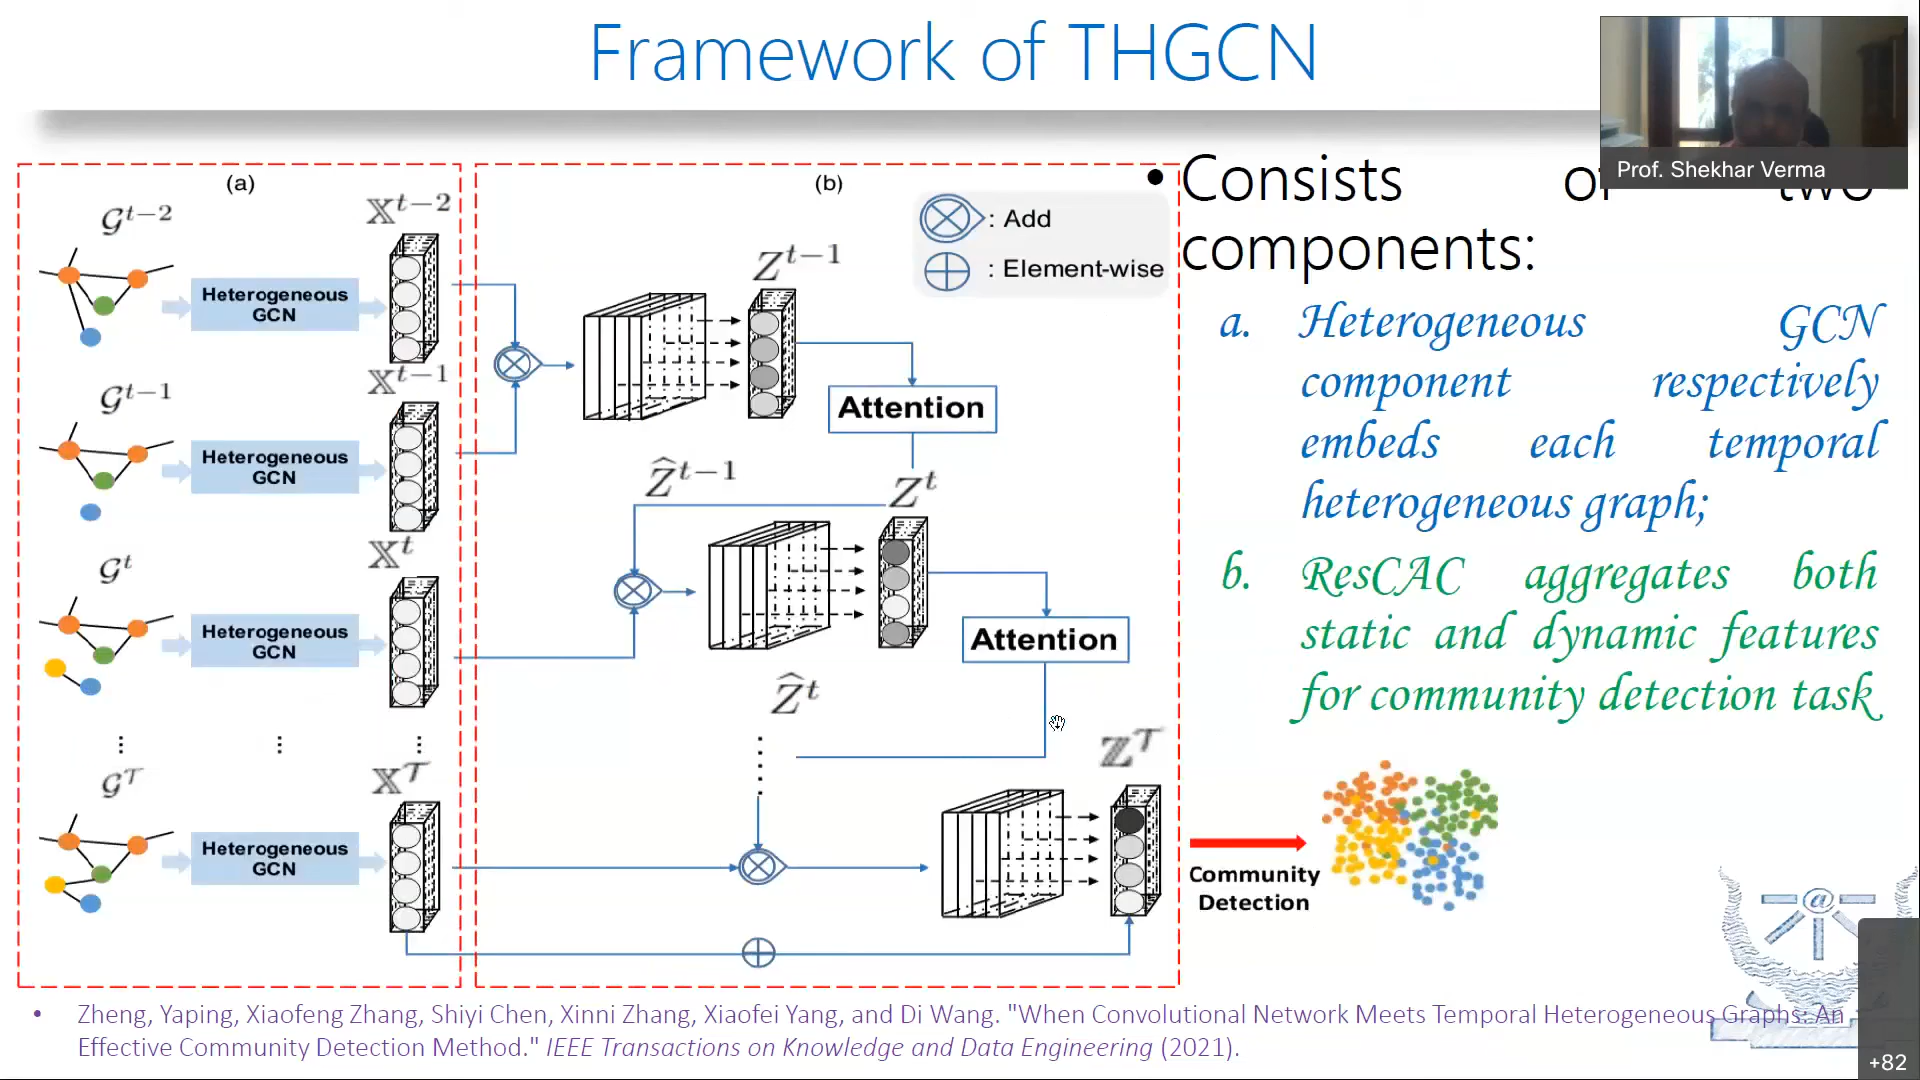 Framework of THGCN
Prof. Shekhar Verma
(a)
𝒢^{t−2}
𝕏^{t−2}
Heterogeneous
GCN
𝒢^{t−1}
𝕏^{t−1}
Heterogeneous
GCN
𝒢^{t}
𝕏^{t}
Heterogeneous
GCN
𝒢^{𝒯}
𝕏^{𝒯}
Heterogeneous
GCN
(b)
: Add
: Element-wise
Z^{t−1}
Attention
Ẑ^{t−1}
Z^{t}
Attention
Ẑ^{t}
ℤ^{𝒯}
Community
Detection
• Consists of two
components:
a. Heterogeneous GCN
component respectively
embeds each temporal
heterogeneous graph;
b. ResCAC aggregates both
static and dynamic features
for community detection task
@
• Zheng, Yaping, Xiaofeng Zhang, Shiyi Chen, Xinni Zhang, Xiaofei Yang, and Di Wang. "When Convolutional Network Meets Temporal Heterogeneous Graphs: An
Effective Community Detection Method." IEEE Transactions on Knowledge and Data Engineering (2021).
+82